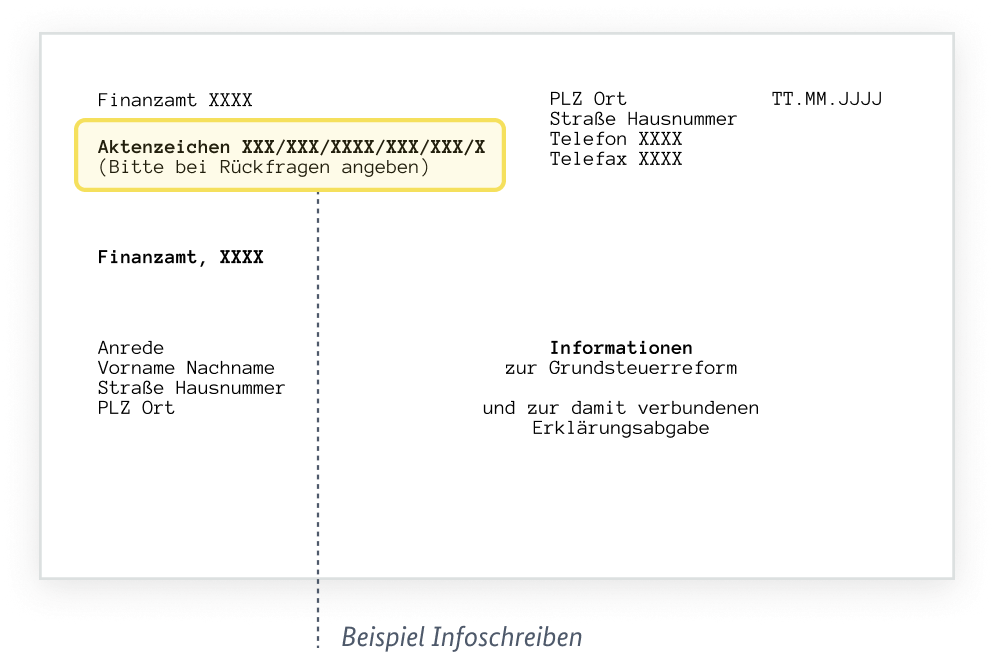 Finanzamt XXXX
Aktenzeichen XXX/XXX/XXXX/XXX/XXX/X
(Bitte bei Rückfragen angeben)
PLZ Ort TT.MM.JJJJ
Straße Hausnummer
Telefon XXXX
Telefax XXXX
Finanzamt, XXXX
Anrede
Vorname Nachname
Straße Hausnummer
PLZ Ort
Informationen
zur Grundsteuerreform
und zur damit verbundenen
Erklärungsabgabe
Beispiel Infoschreiben